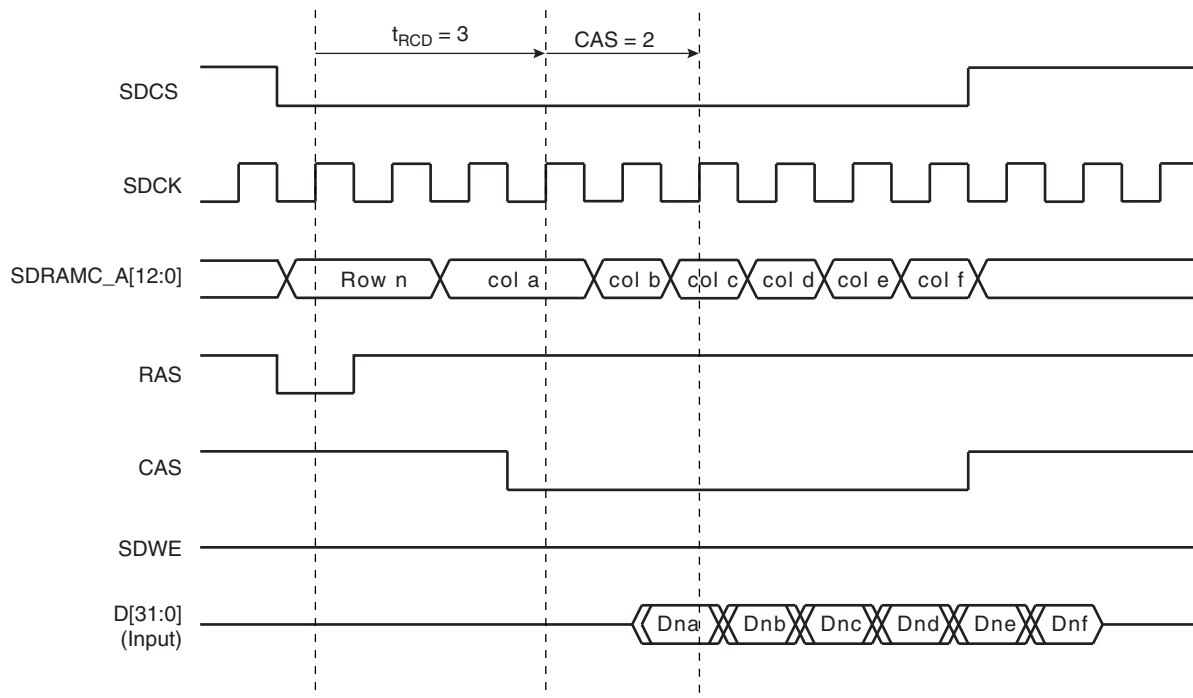 tRCD = 3
CAS = 2
SDCS
SDCK
SDRAMC_A[12:0]
Row n
col a
col b
col c
col d
col e
col f
RAS
CAS
SDWE
D[31:0]
(Input)
Dna
Dnb
Dnc
Dnd
Dne
Dnf